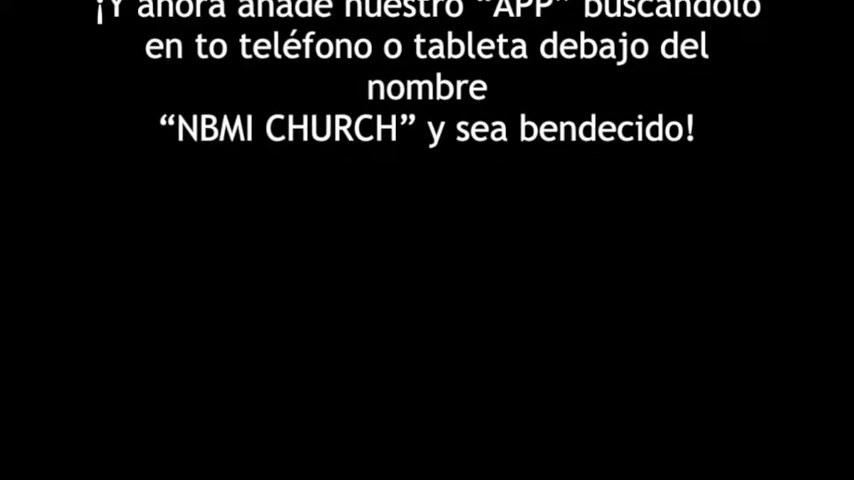 ¡Y ahora añade nuestro “APP” buscándolo
en to teléfono o tableta debajo del
nombre
“NBMI CHURCH” y sea bendecido!